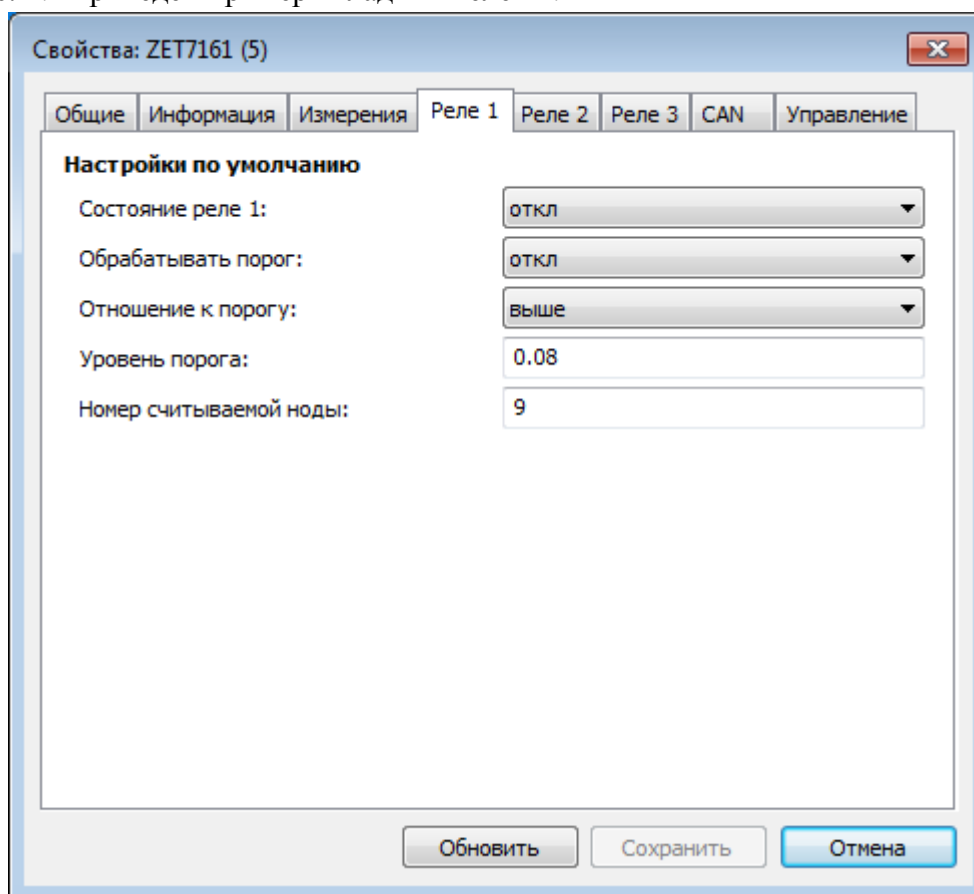 Свойства: ZET7161 (5)
Общие Информация Измерения Реле 1 Реле 2 Реле 3 CAN Управление
Настройки по умолчанию
Состояние реле 1: откл
Обрабатывать порог: откл
Отношение к порогу: выше
Уровень порога: 0.08
Номер считываемой ноды: 9
Обновить Сохранить Отмена